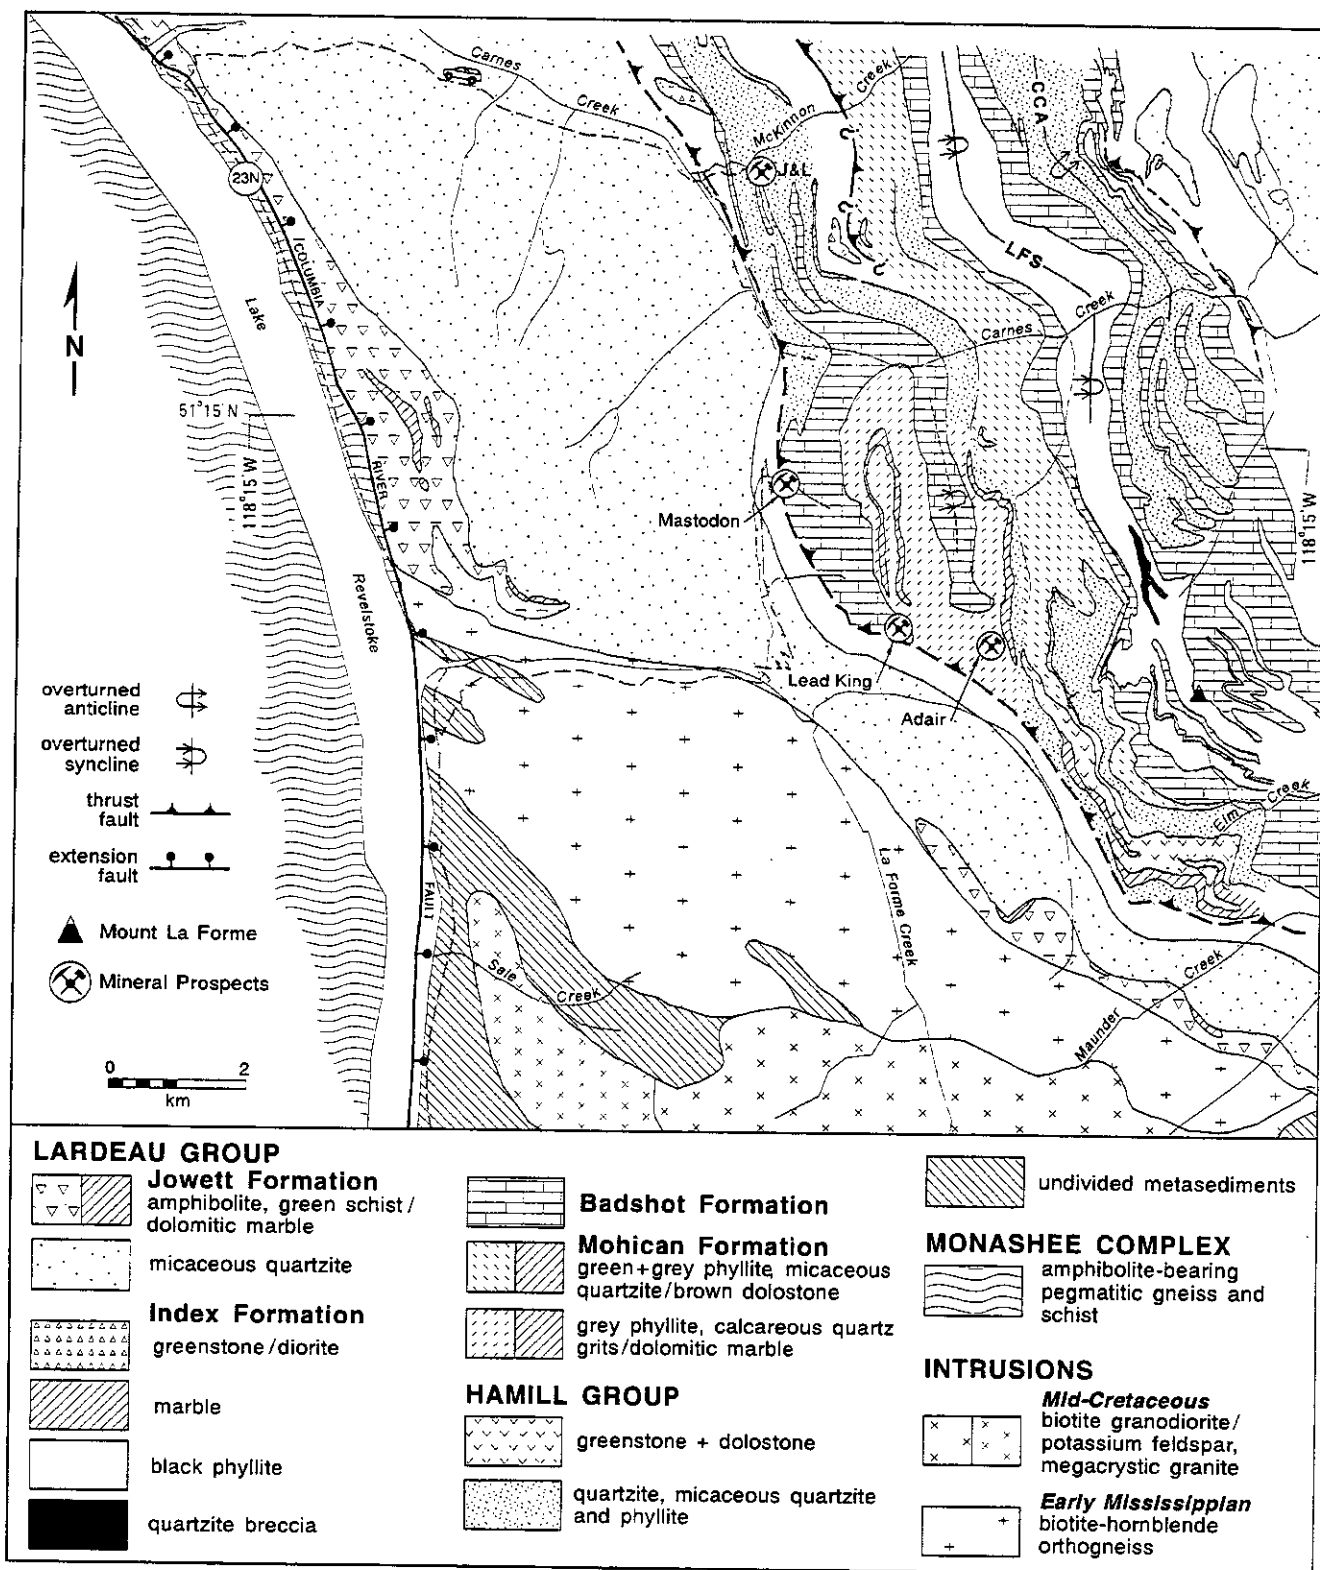 Carnes
Creek
McKinnon
Creek
CCA
J&L
23N
COLUMBIA
LFS
Creek
Carnes
N
Lake
51°15' N
118°15' W
RIVER
Mastodon
118°15' W
Revelstoke
Lead King
Adair
overturned
anticline
overturned
syncline
thrust
fault
extension
fault
Mount La Forme
Mineral Prospects
FAULT
Elm Creek
La Forme Creek
Sale
Creek
Creek
Maunder
0 2
km
?
?
?
LARDEAU GROUP
Jowett Formation
amphibolite, green schist/
dolomitic marble
micaceous quartzite
Index Formation
greenstone/diorite
marble
black phyllite
quartzite breccia
Badshot Formation
Mohican Formation
green+grey phyllite, micaceous
quartzite/brown dolostone
grey phyllite, calcareous quartz
grits/dolomitic marble
HAMILL GROUP
greenstone + dolostone
quartzite, micaceous quartzite
and phyllite
undivided metasediments
MONASHEE COMPLEX
amphibolite-bearing
pegmatitic gneiss and
schist
INTRUSIONS
Mid-Cretaceous
biotite granodiorite/
potassium feldspar,
megacrystic granite
Early Mississippian
biotite-hornblende
orthogneiss